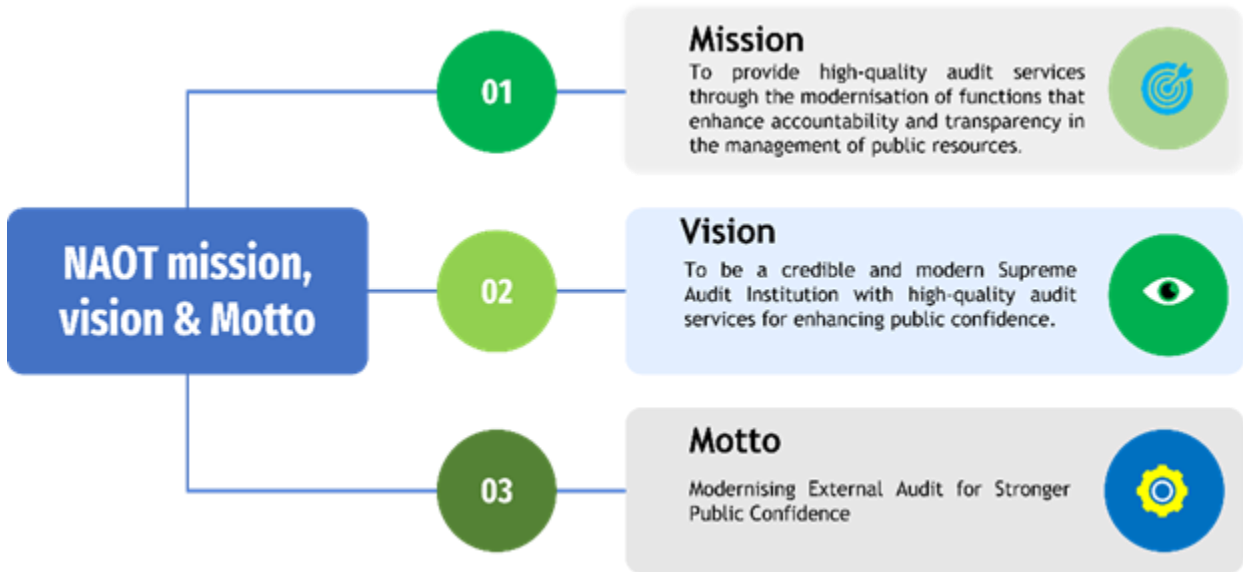 NAOT mission,
vision & Motto
01
Mission
To provide high-quality audit services
through the modernisation of functions that
enhance accountability and transparency in
the management of public resources.
02
Vision
To be a credible and modern Supreme
Audit Institution with high-quality audit
services for enhancing public confidence.
03
Motto
Modernising External Audit for Stronger
Public Confidence